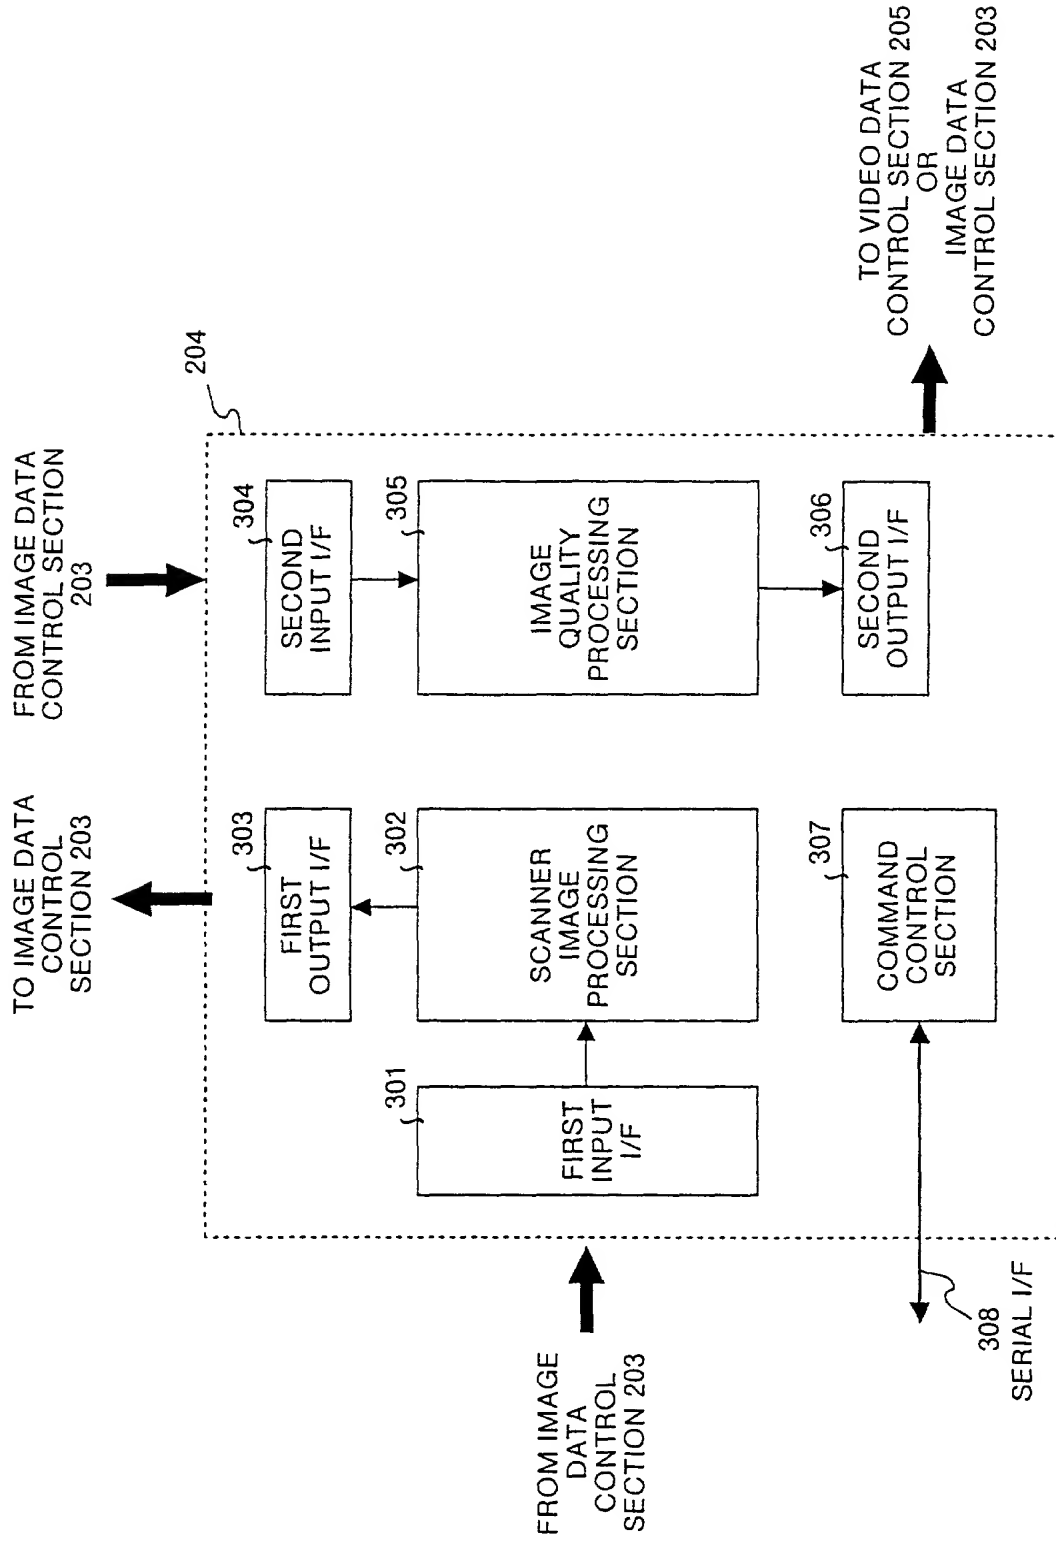 FROM IMAGE DATA
CONTROL SECTION
203
TO IMAGE DATA
CONTROL
SECTION 203
204
304
SECOND
INPUT I/F
303
FIRST
OUTPUT I/F
305
IMAGE
QUALITY
PROCESSING
SECTION
302
SCANNER
IMAGE
PROCESSING
SECTION
301
FIRST
INPUT
I/F
FROM IMAGE
DATA
CONTROL
SECTION 203
306
SECOND
OUTPUT I/F
307
COMMAND
CONTROL
SECTION
308
SERIAL I/F
TO VIDEO DATA
CONTROL SECTION 205
OR
IMAGE DATA
CONTROL SECTION 203